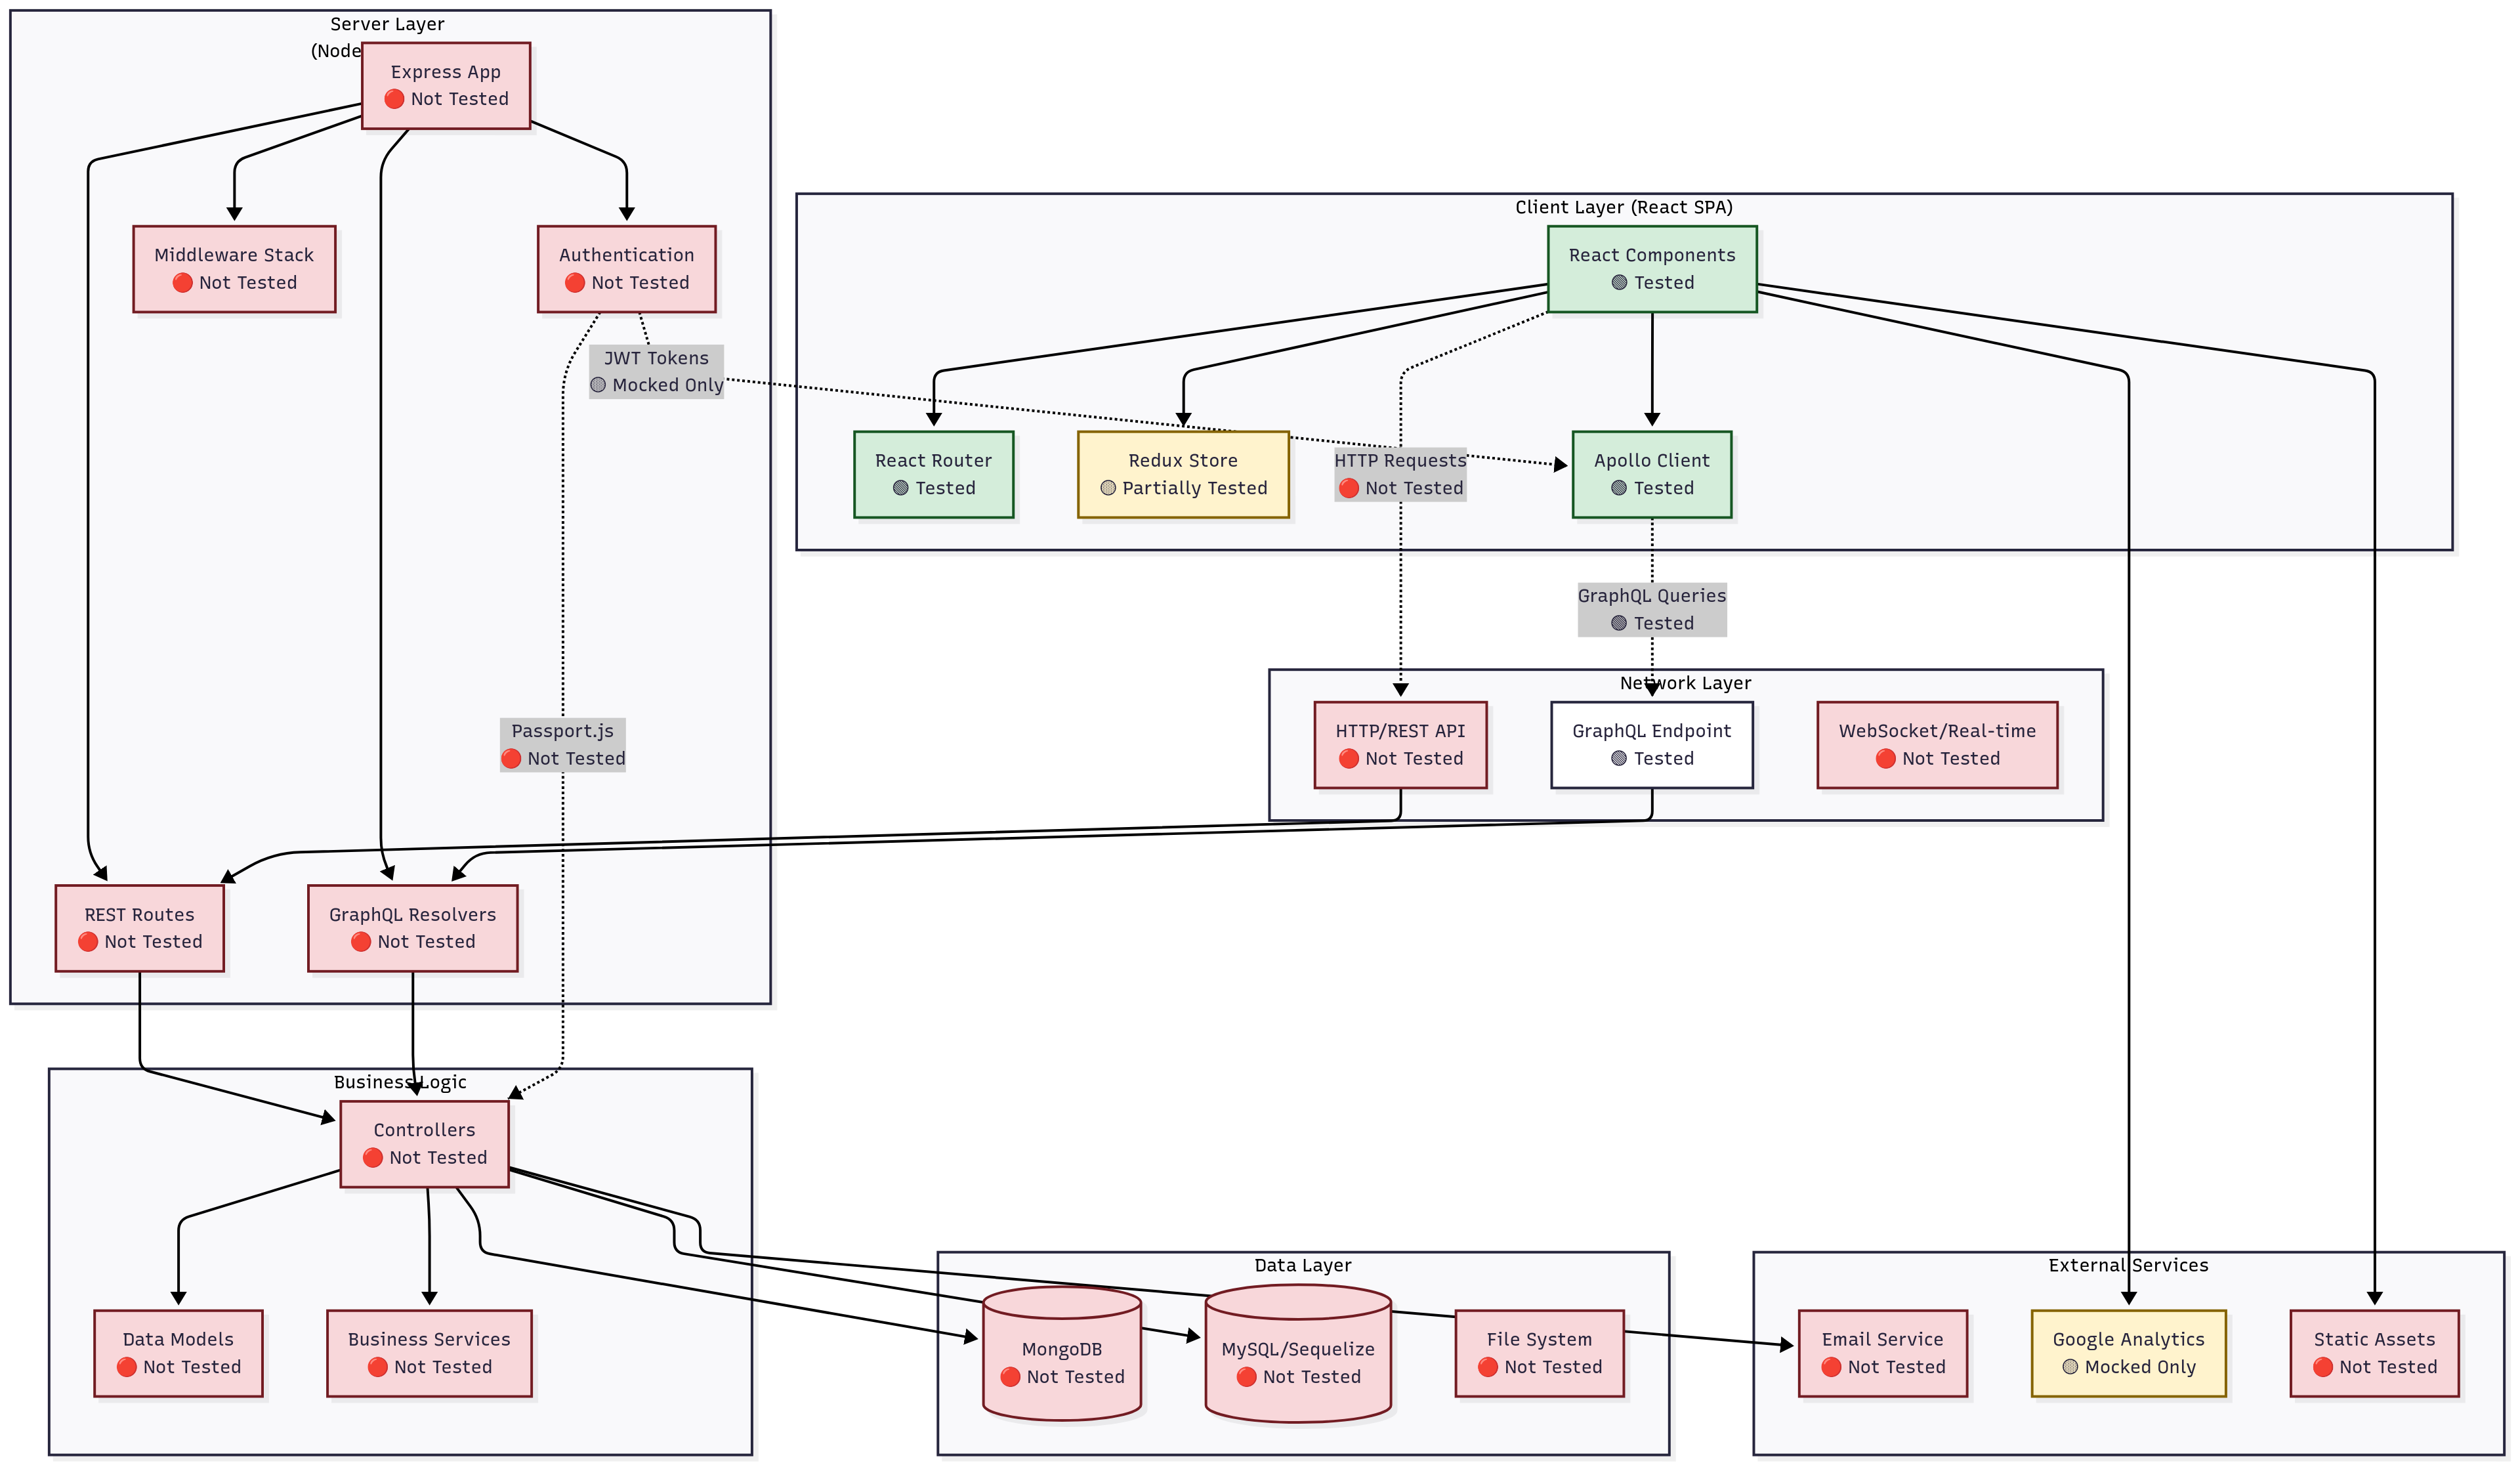 Server Layer
(Node
Express App
🔴 Not Tested
Middleware Stack
🔴 Not Tested
Authentication
🔴 Not Tested
JWT Tokens
🟡 Mocked Only
Passport.js
🔴 Not Tested
REST Routes
🔴 Not Tested
GraphQL Resolvers
🔴 Not Tested
Client Layer (React SPA)
React Components
🟢 Tested
React Router
🟢 Tested
Redux Store
🟡 Partially Tested
HTTP Requests
🔴 Not Tested
Apollo Client
🟢 Tested
GraphQL Queries
🟢 Tested
Network Layer
HTTP/REST API
🔴 Not Tested
GraphQL Endpoint
🟢 Tested
WebSocket/Real-time
🔴 Not Tested
Business Logic
Controllers
🔴 Not Tested
Data Models
🔴 Not Tested
Business Services
🔴 Not Tested
Data Layer
MongoDB
🔴 Not Tested
MySQL/Sequelize
🔴 Not Tested
File System
🔴 Not Tested
External Services
Email Service
🔴 Not Tested
Google Analytics
🟡 Mocked Only
Static Assets
🔴 Not Tested